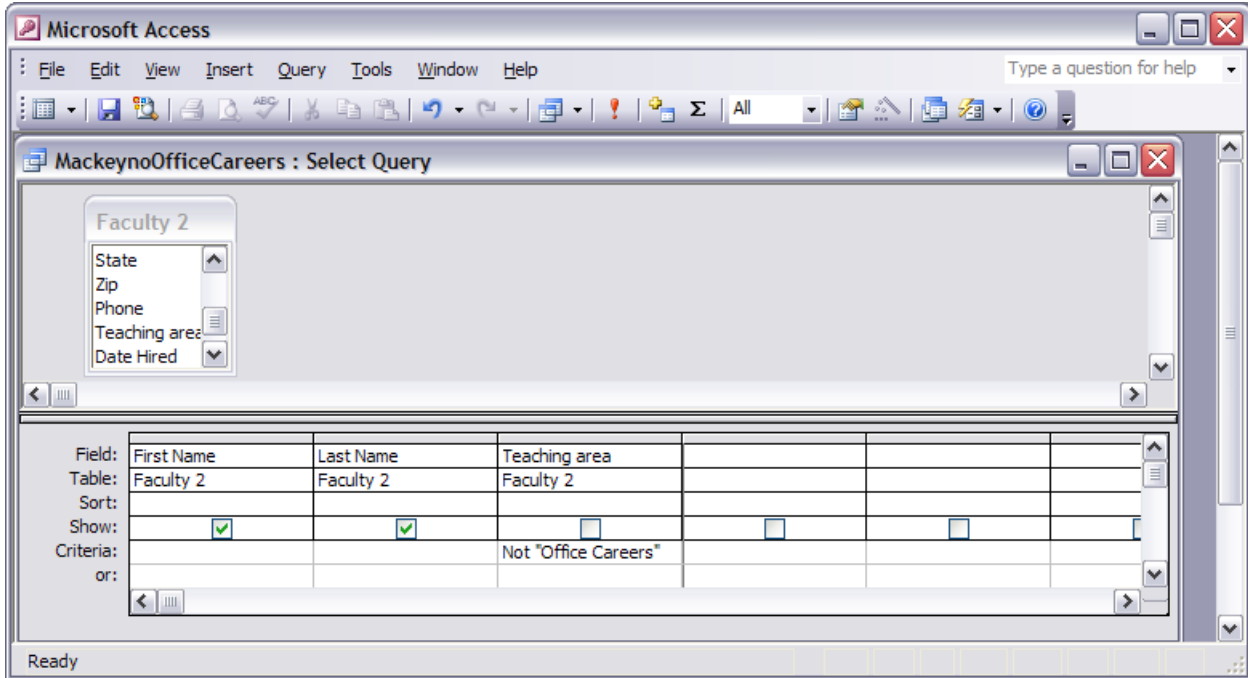 Microsoft Access
File Edit View Insert Query Tools Window Help Type a question for help
ABC Σ All
MackeynoOfficeCareers : Select Query
Faculty 2
State
Zip
Phone
Teaching area
Date Hired
Field: First Name Last Name Teaching area
Table: Faculty 2 Faculty 2 Faculty 2
Sort:
Show:
Criteria: Not "Office Careers"
or:
Ready